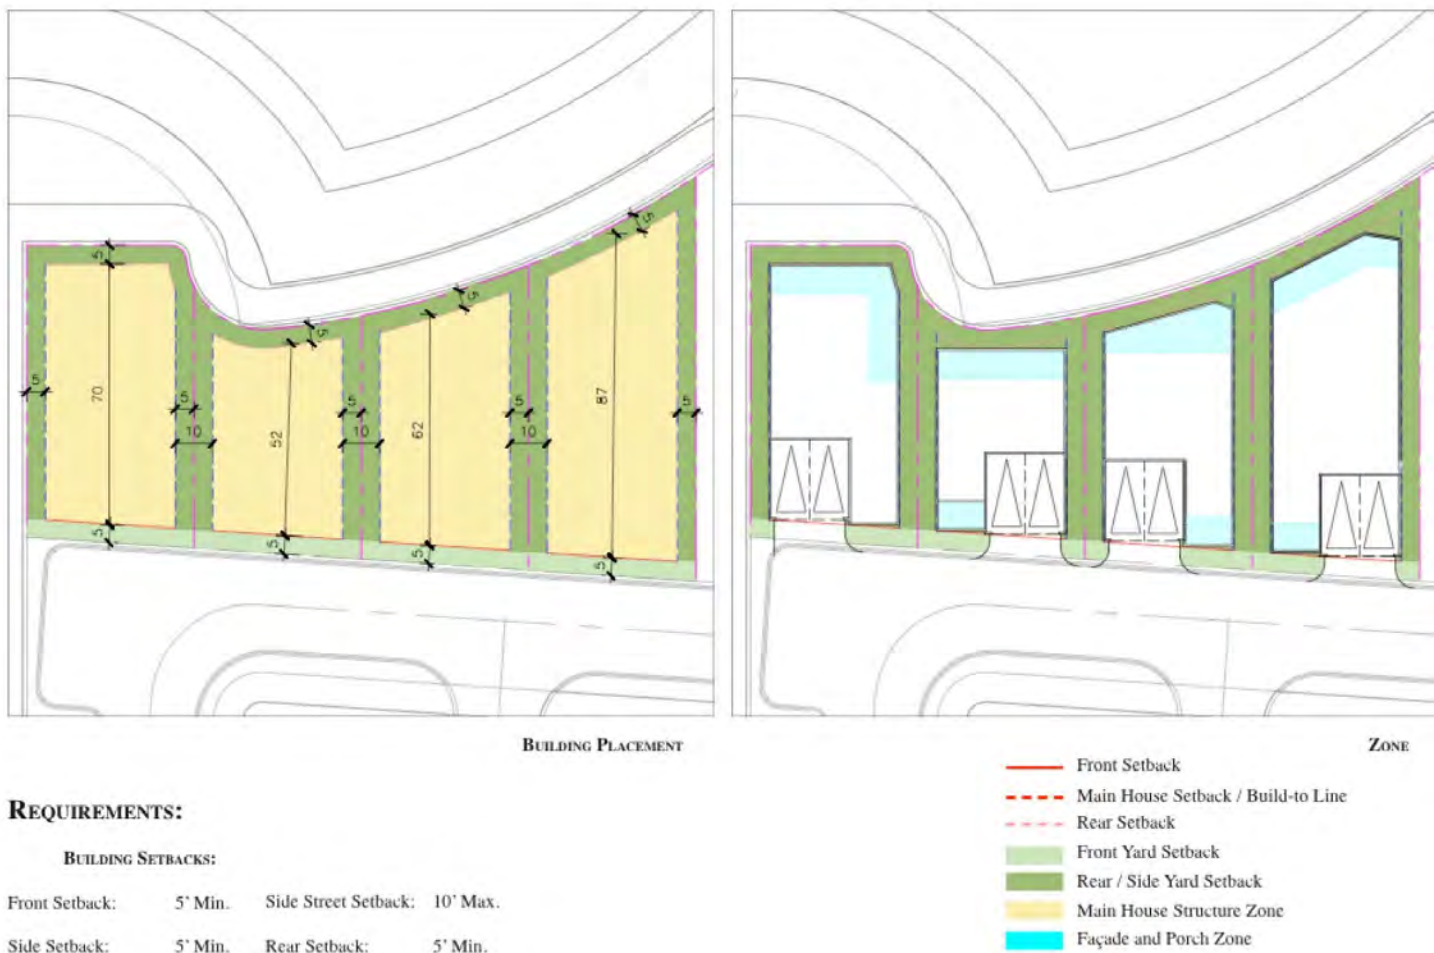 5
5
5
5
5
70
5
10
52
5
10
62
5
10
87
5
5
5
5
5
BUILDING PLACEMENT
ZONE
Front Setback
Main House Setback / Build-to Line
Rear Setback
Front Yard Setback
Rear / Side Yard Setback
Main House Structure Zone
Façade and Porch Zone
REQUIREMENTS:
BUILDING SETBACKS:
Front Setback: 5' Min. Side Street Setback: 10' Max.
Side Setback: 5' Min. Rear Setback: 5' Min.